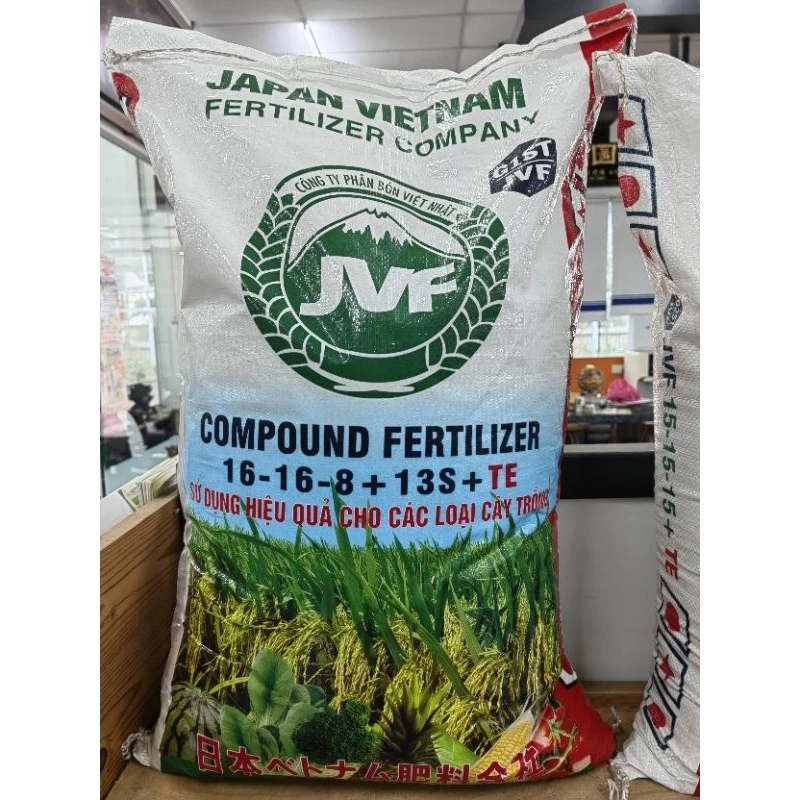 JAPAN VIETNAM
FERTILIZER COMPANY
G1ST
JVF
CÔNG TY PHÂN BÓN VIỆT NHẬT
JVF
COMPOUND FERTILIZER
16-16-8+13S+TE
SỬ DỤNG HIỆU QUẢ CHO CÁC LOẠI CÂY TRỒNG
日本ベトナム肥料会社
JVF 15-15-15+TE